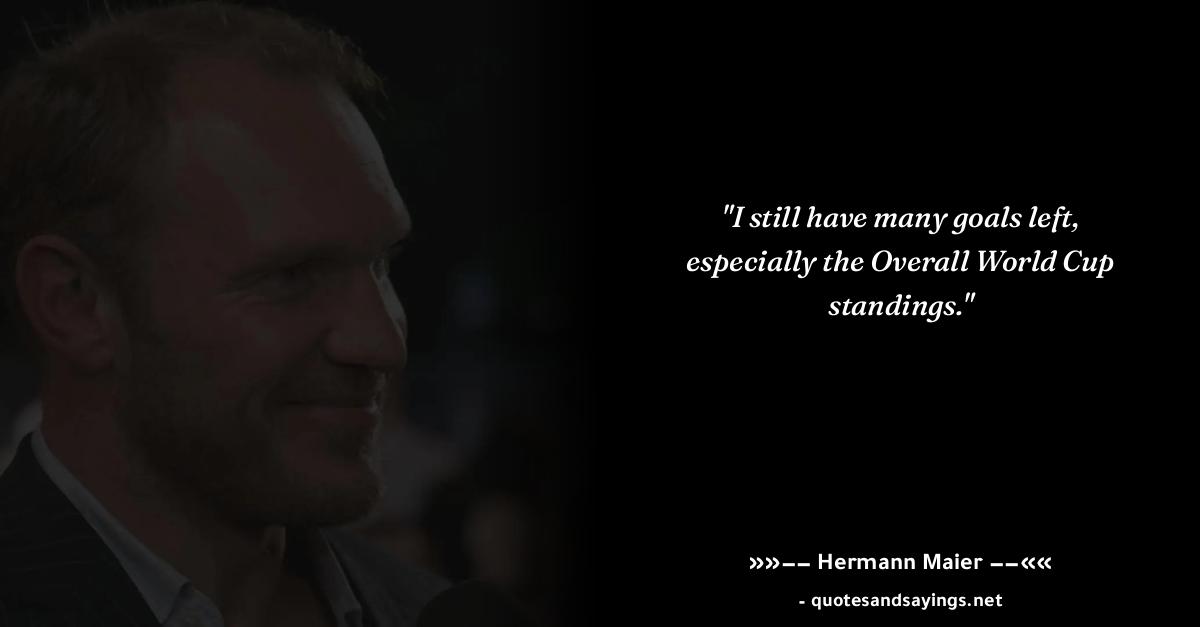 "I still have many goals left,
especially the Overall World Cup
standings."
»»–– Hermann Maier ––««
- quotesandsayings.net